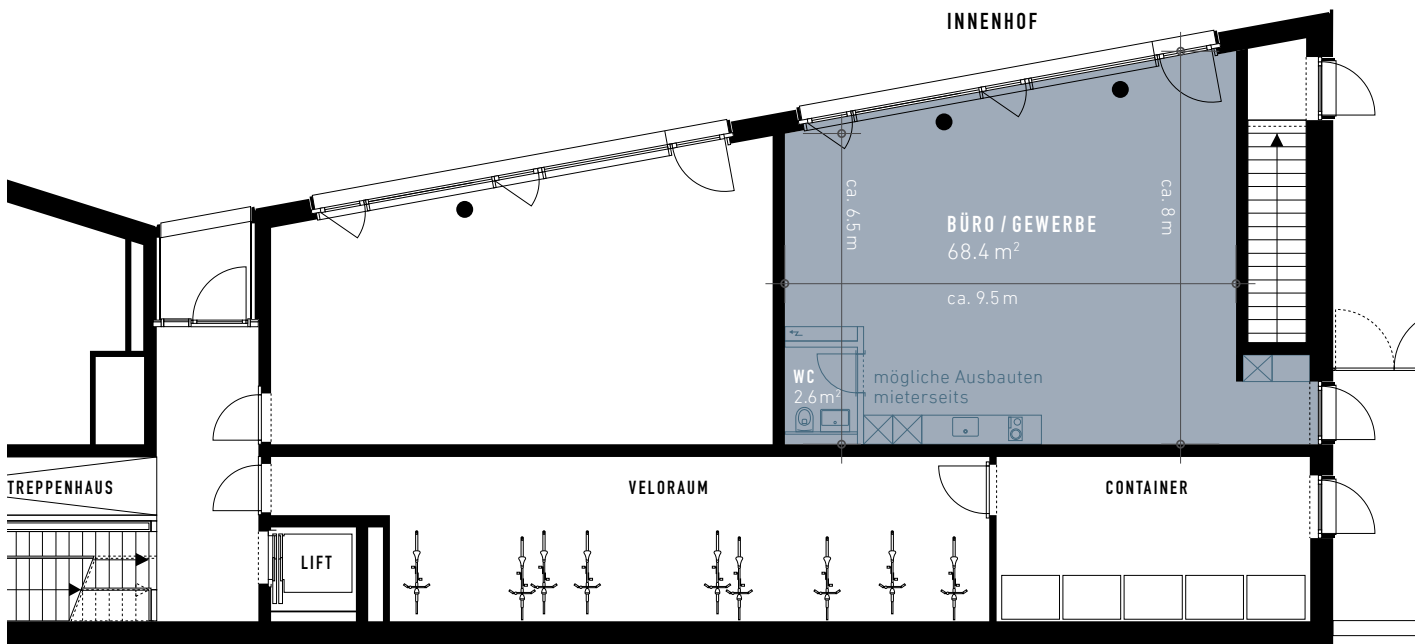 INNENHOF
ca. 6.5 m
ca. 8 m
BÜRO / GEWERBE
68.4 m²
ca. 9.5 m
WC
2.6 m²
mögliche Ausbauten
mieterseits
TREPPENHAUS
VELORAUM
CONTAINER
LIFT